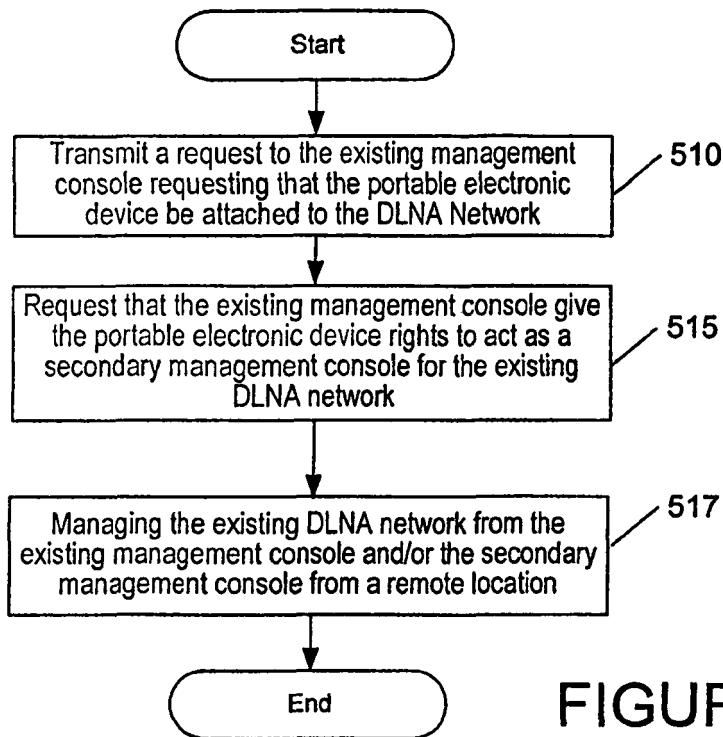 Start
Transmit a request to the existing management
console requesting that the portable electronic
device be attached to the DLNA Network
510
Request that the existing management console give
the portable electronic device rights to act as a
secondary management console for the existing
DLNA network
515
Managing the existing DLNA network from the
existing management console and/or the secondary
management console from a remote location
517
End